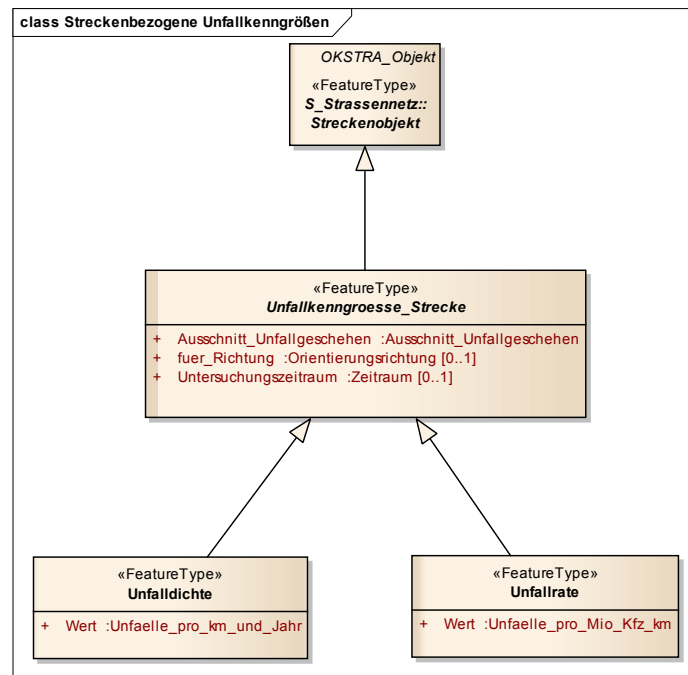 class Streckenbezogene Unfallkenngrößen
OKSTRA_Objekt
«FeatureType»
S_Strassennetz::
Streckenobjekt
«FeatureType»
Unfallkenngroesse_Strecke
+ Ausschnitt_Unfallgeschehen :Ausschnitt_Unfallgeschehen
+ fuer_Richtung :Orientierungsrichtung [0..1]
+ Untersuchungszeitraum :Zeitraum [0..1]
«FeatureType»
Unfalldichte
+ Wert :Unfaelle_pro_km_und_Jahr
«FeatureType»
Unfallrate
+ Wert :Unfaelle_pro_Mio_Kfz_km